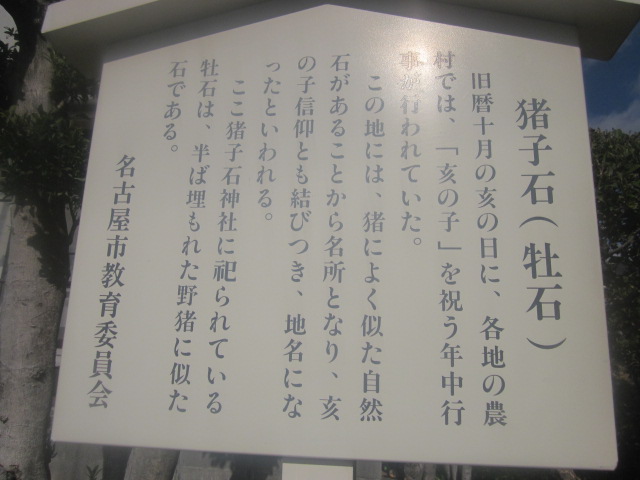 猪子石（牡石）
旧暦十月の亥の日に、各地の農
村では、「亥の子」を祝う年中行
事が行われていた。
この地には、猪によく似た自然
石があることから名所となり、亥
の子信仰とも結びつき、地名にな
ったといわれる。
ここ猪子石神社に祀られている
牡石は、半ば埋もれた野猪に似た
石である。
名古屋市教育委員会